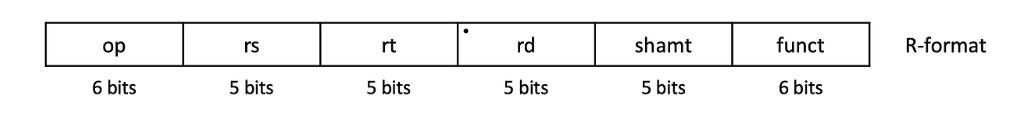 op rs rt rd shamt funct R-format
6 bits 5 bits 5 bits 5 bits 5 bits 6 bits